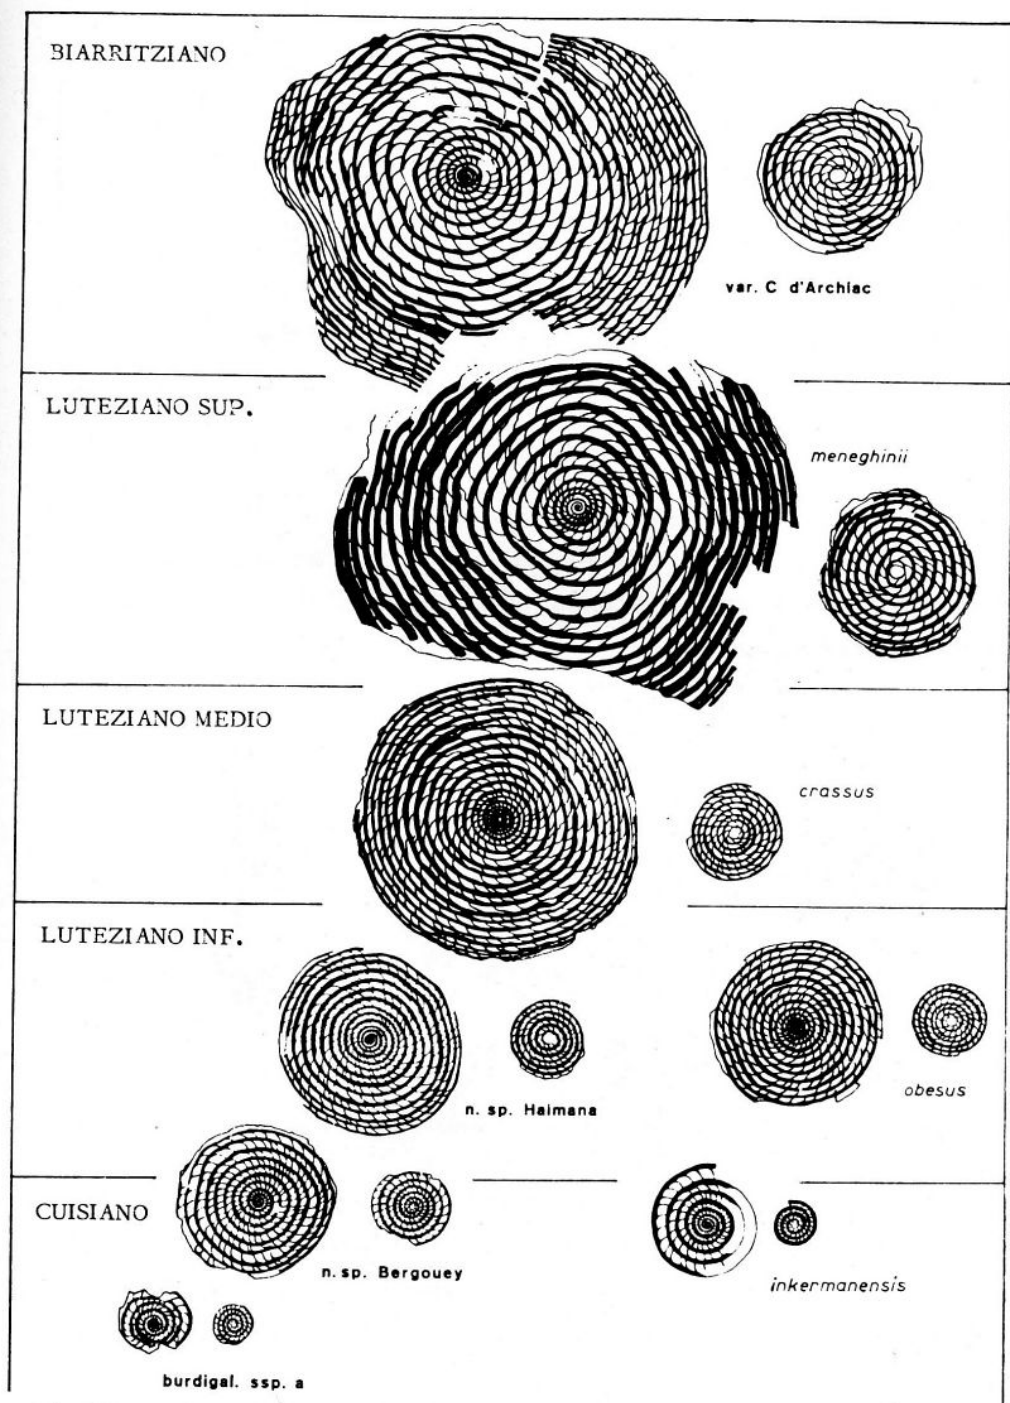 BIARRITZIANO
var. C d'Archiac
LUTEZIANO SUP.
meneghinii
LUTEZIANO MEDIO
crassus
LUTEZIANO INF.
n. sp. Haimana
obesus
CUISIANO
n. sp. Bergouey
inkermanensis
burdigal. ssp. a